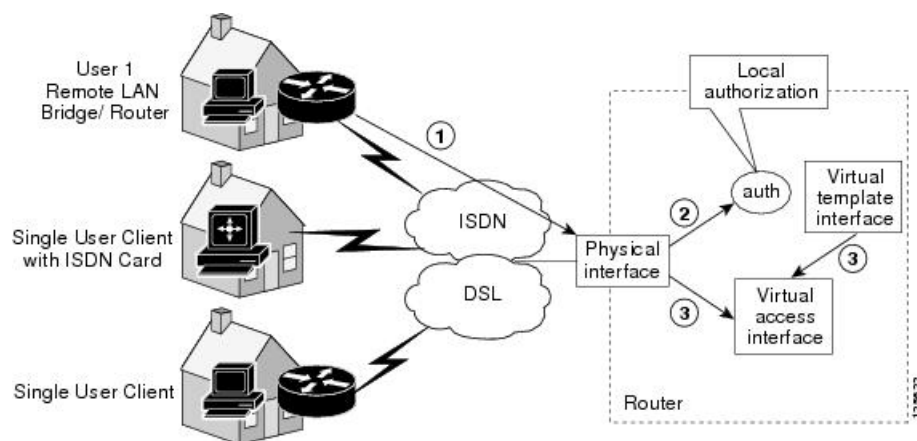 User 1
Remote LAN
Bridge/ Router
Single User Client
with ISDN Card
Single User Client
1
ISDN
DSL
Physical
interface
2
3
Local
authorization
auth
Virtual
template
interface
3
Virtual
access
interface
Router